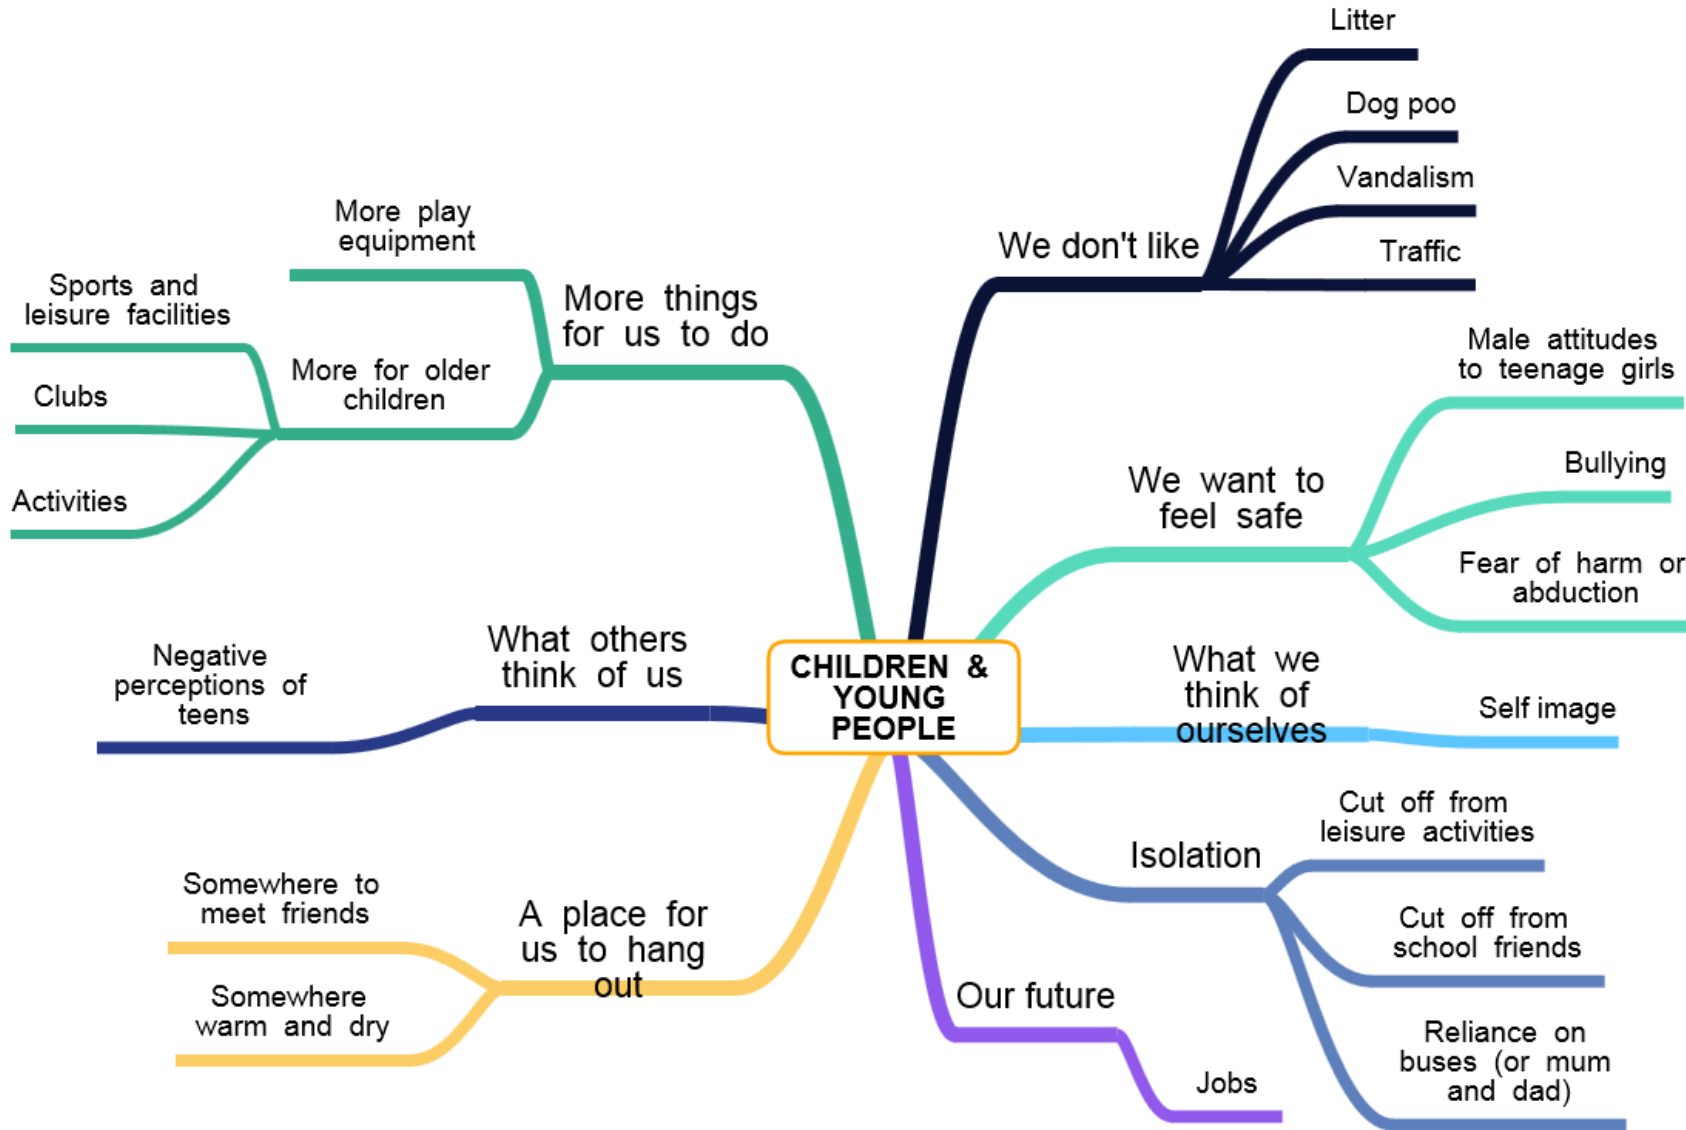 CHILDREN &
YOUNG
PEOPLE
We don't like
Litter
Dog poo
Vandalism
Traffic
We want to
feel safe
Male attitudes
to teenage girls
Bullying
Fear of harm or
abduction
What we
think of
ourselves
Self image
Isolation
Cut off from
leisure activities
Cut off from
school friends
Reliance on
buses (or mum
and dad)
Our future
Jobs
A place for
us to hang
out
Somewhere to
meet friends
Somewhere
warm and dry
What others
think of us
Negative
perceptions of
teens
More things
for us to do
More play
equipment
More for older
children
Sports and
leisure facilities
Clubs
Activities